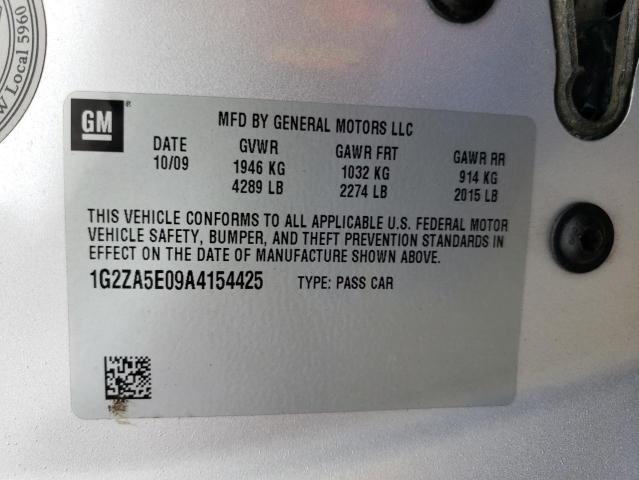 W Local 5960
GM ®
MFD BY GENERAL MOTORS LLC
DATE GVWR GAWR FRT GAWR RR
10/09 1946 KG 1032 KG 914 KG
4289 LB 2274 LB 2015 LB
THIS VEHICLE CONFORMS TO ALL APPLICABLE U.S. FEDERAL MOTOR
VEHICLE SAFETY, BUMPER, AND THEFT PREVENTION STANDARDS IN
EFFECT ON THE DATE OF MANUFACTURE SHOWN ABOVE.
1G2ZA5E09A4154425 TYPE: PASS CAR